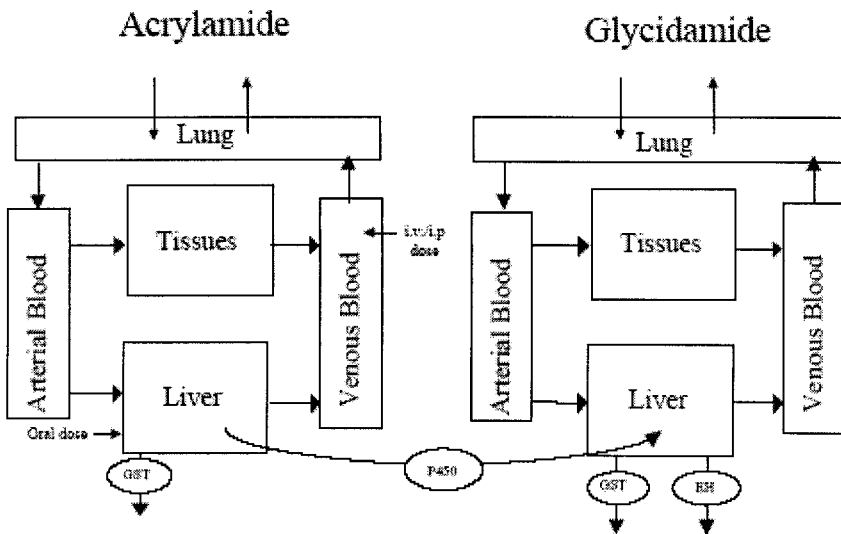 Acrylamide
Glycidamide
Lung
Lung
Arterial Blood
Tissues
Venous Blood
i.v./i.p
dose
Liver
Oral dose
GST
P450
Arterial Blood
Tissues
Venous Blood
Liver
GST
EH